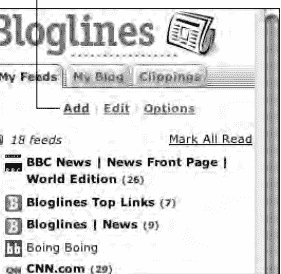 Bloglines
My Feeds My Blog Clippings
Add Edit Options
18 feeds Mark All Read
BBC News | News Front Page |
World Edition (26)
Bloglines Top Links (7)
Bloglines | News (9)
Boing Boing
CNN.com (29)